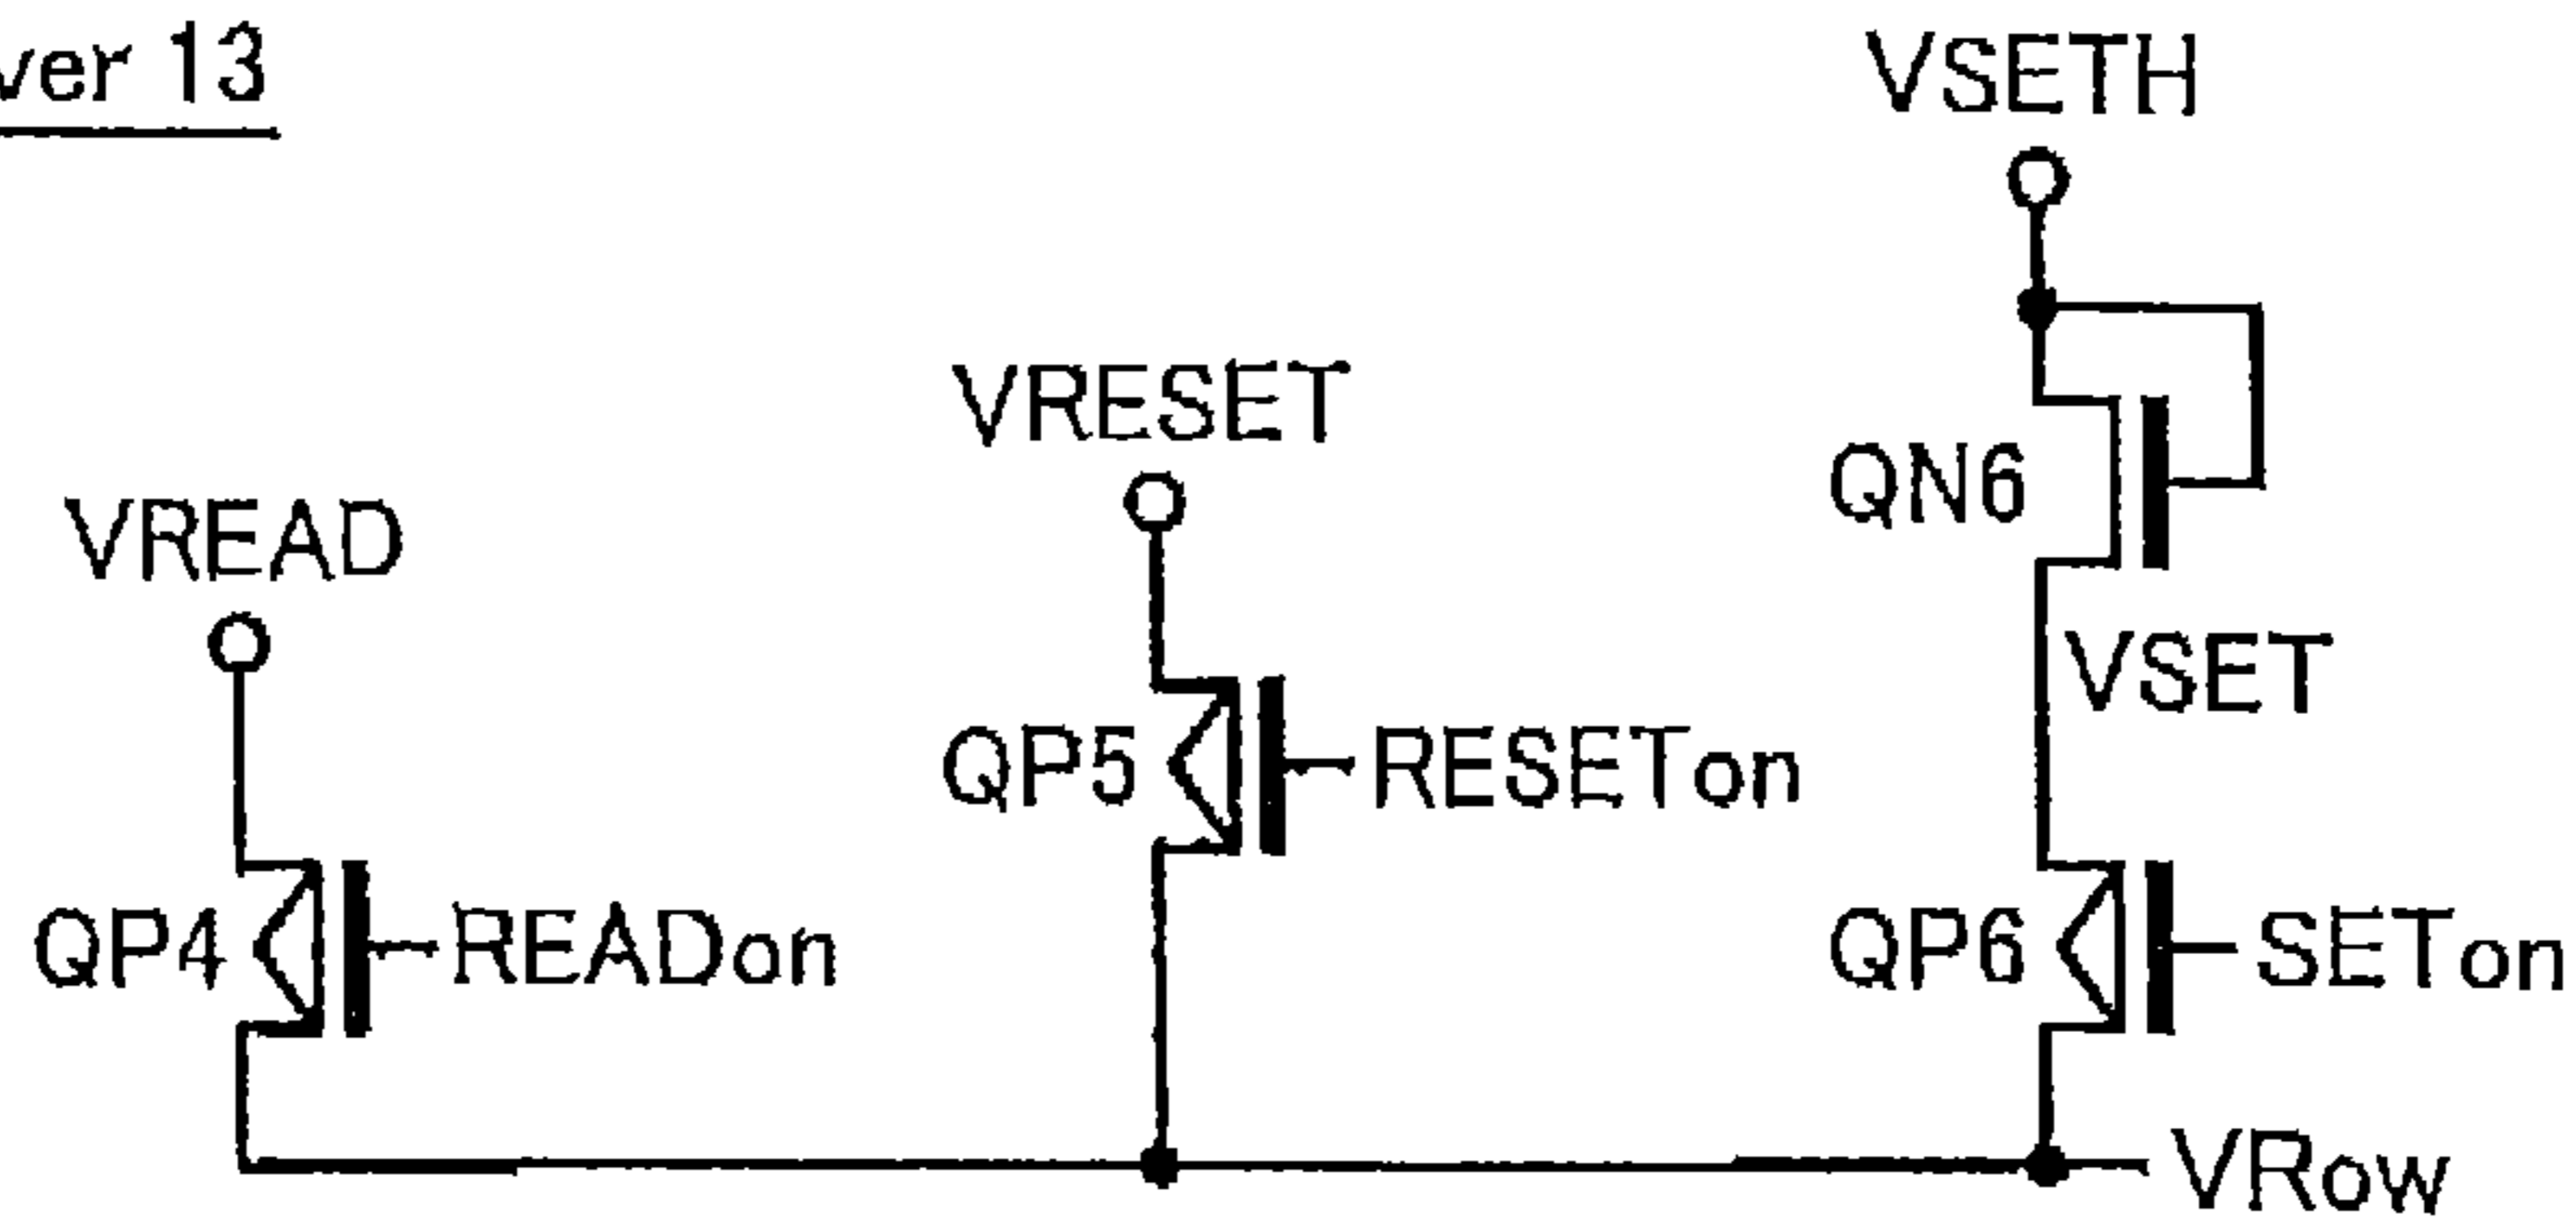 ver 13
VSETH
VRESET
QN6
VREAD
VSET
QP5
RESETon
QP4
READon
QP6
SETon
VRow